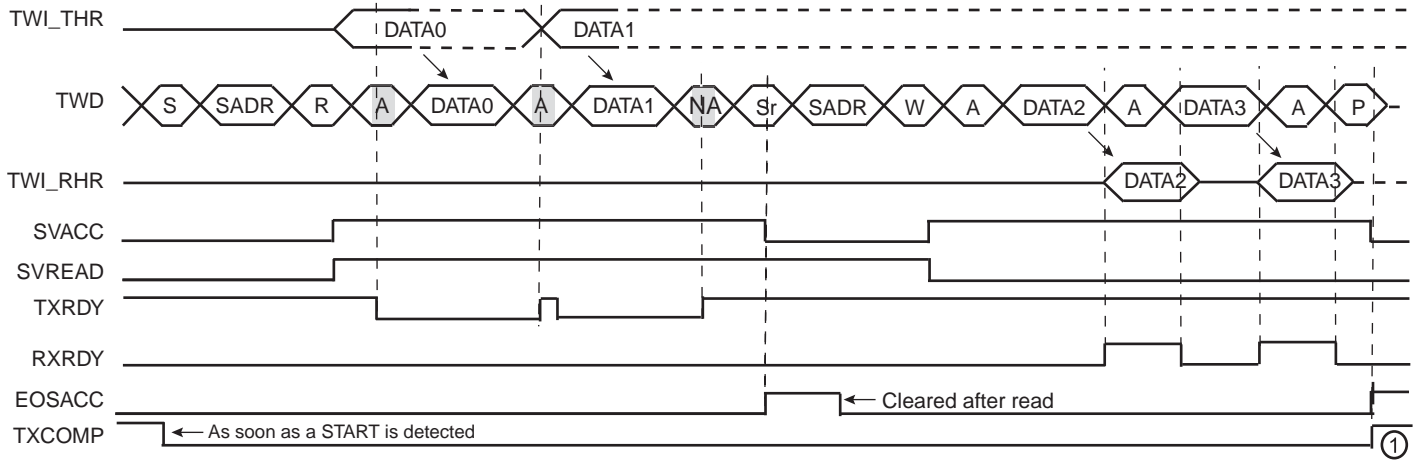 TWI_THR DATA0 DATA1
TWD S SADR R A DATA0 A DATA1 NA Sr SADR W A DATA2 A DATA3 A P
TWI_RHR DATA2 DATA3
SVACC
SVREAD
TXRDY
RXRDY
EOSACC Cleared after read
TXCOMP As soon as a START is detected 1